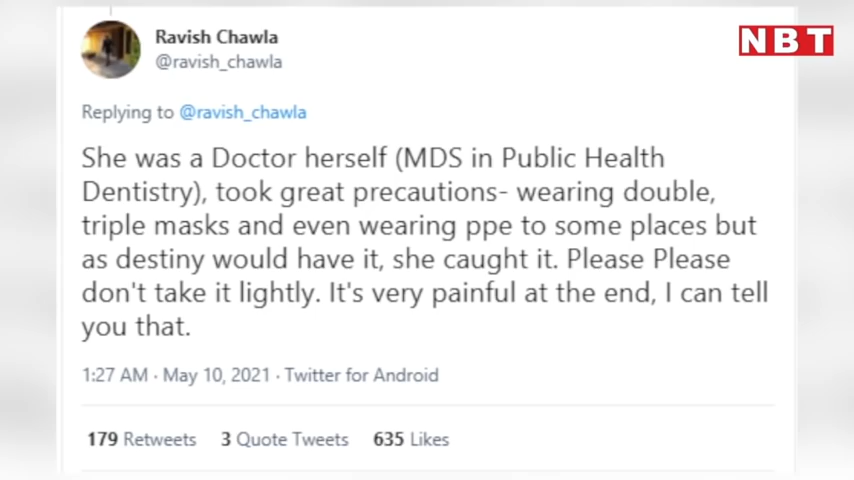 Ravish Chawla
NBT
@ravish_chawla
Replying to @ravish_chawla
She was a Doctor herself (MDS in Public Health
Dentistry), took great precautions- wearing double,
triple masks and even wearing ppe to some places but
as destiny would have it, she caught it. Please Please
don't take it lightly. It's very painful at the end, I can tell
you that.
1:27 AM · May 10, 2021 · Twitter for Android
179 Retweets 3 Quote Tweets 635 Likes